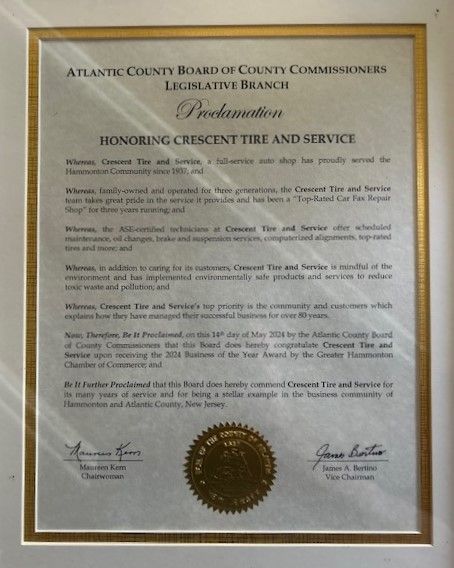 ATLANTIC COUNTY BOARD OF COUNTY COMMISSIONERS
LEGISLATIVE BRANCH
Proclamation
HONORING CRESCENT TIRE AND SERVICE
Whereas, Crescent Tire and Service, a full-service auto shop has proudly served the
Hammonton Community since 1937; and
Whereas, family-owned and operated for three generations, the Crescent Tire and Service
team takes great pride in the service it provides and has been a "Top-Rated Car Fax Repair
Shop" for three years running; and
Whereas, the ASE-certified technicians at Crescent Tire and Service offer scheduled
maintenance, oil changes, brake and suspension services, computerized alignments, top-rated
tires and more; and
Whereas, in addition to caring for its customers, Crescent Tire and Service is mindful of the
environment and has implemented environmentally safe products and services to reduce
toxic waste and pollution; and
Whereas, Crescent Tire and Service's top priority is the community and customers which
explains how they have managed their successful business for over 80 years.
Now, Therefore, Be It Proclaimed, on this 14th day of May 2024 by the Atlantic County Board
of County Commissioners that this Board does hereby congratulate Crescent Tire and
Service upon receiving the 2024 Business of the Year Award by the Greater Hammonton
Chamber of Commerce; and
Be It Further Proclaimed that this Board does hereby commend Crescent Tire and Service for
its many years of service and for being a stellar example in the business community of
Hammonton and Atlantic County, New Jersey.
Maureen Kern
James Bertino
Maureen Kern
Chairwoman
James A. Bertino
Vice Chairman
SEAL OF THE COUNTY OF